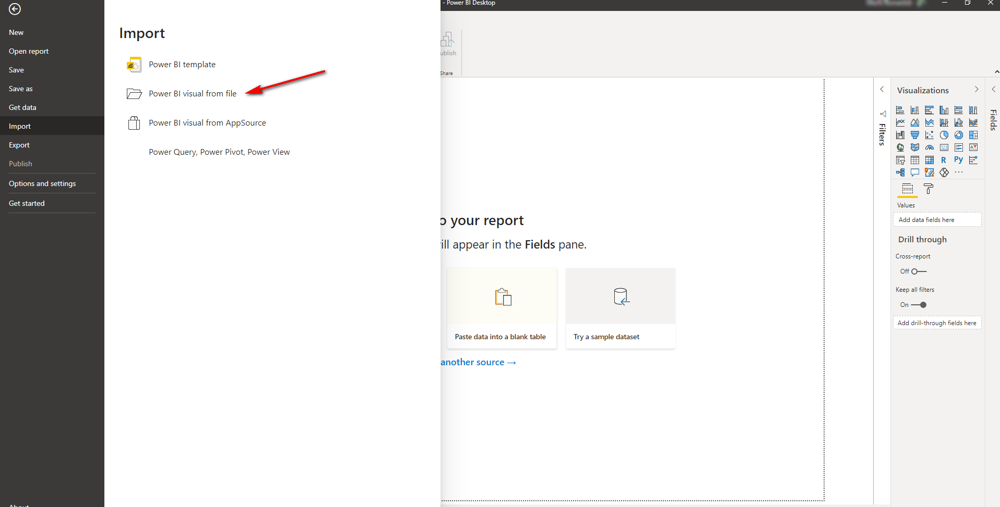 - Power BI Desktop
New
Open report
Save
Save as
Get data
Import
Export
Publish
Options and settings
Get started
About
Import
Power BI template
Power BI visual from file
Power BI visual from AppSource
Power Query, Power Pivot, Power View
ublish
Share
o your report
ill appear in the Fields pane.
Paste data into a blank table
Try a sample dataset
another source →
Filters
Visualizations
123
R
Py
...
Values
Add data fields here
Drill through
Cross-report
Off
Keep all filters
On
Add drill-through fields here
Fields